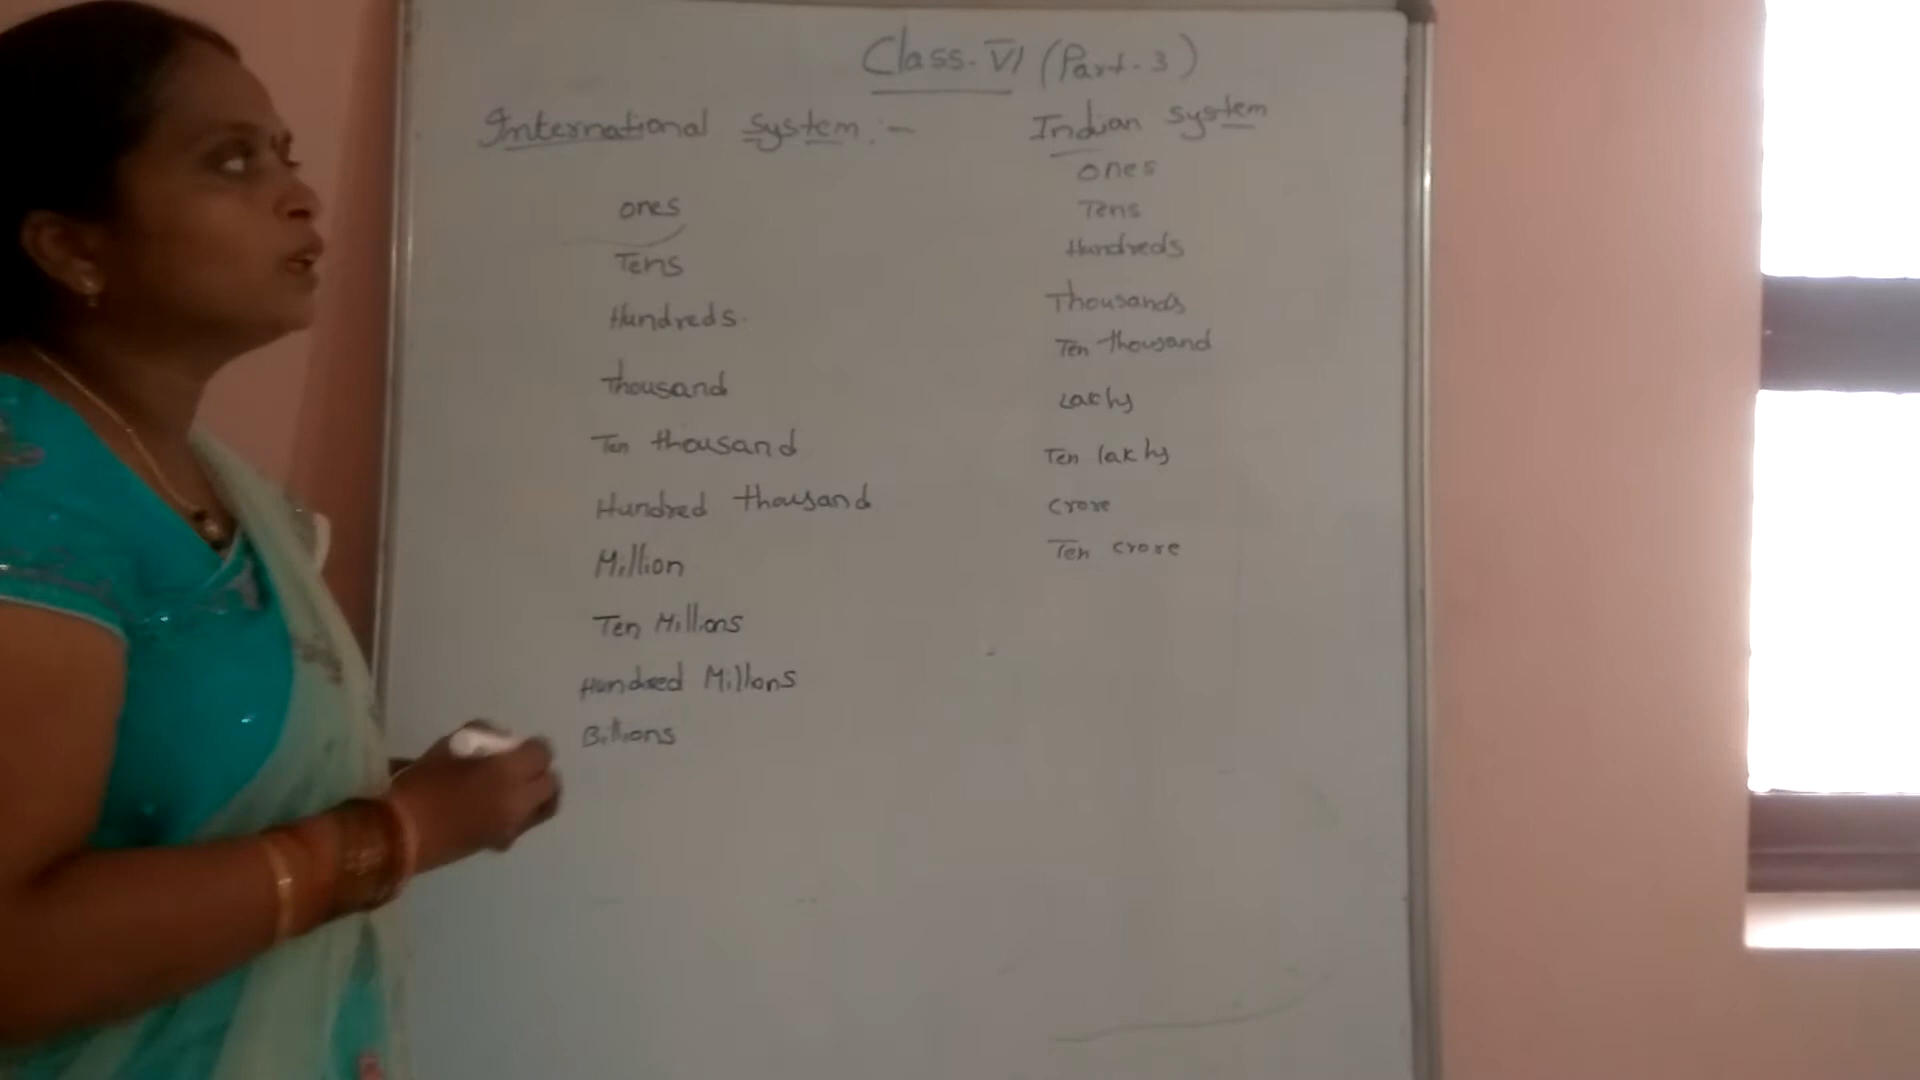 Class-VI (Part-3)
International system:-
ones
Tens
Hundreds.
Thousand
Ten thousand
Hundred thousand
Million
Ten Millions
Hundred Millons
Billions
Indian system
ones
Tens
Hundreds
Thousands
Ten thousand
Lakhs
Ten lakhs
crore
Ten crore